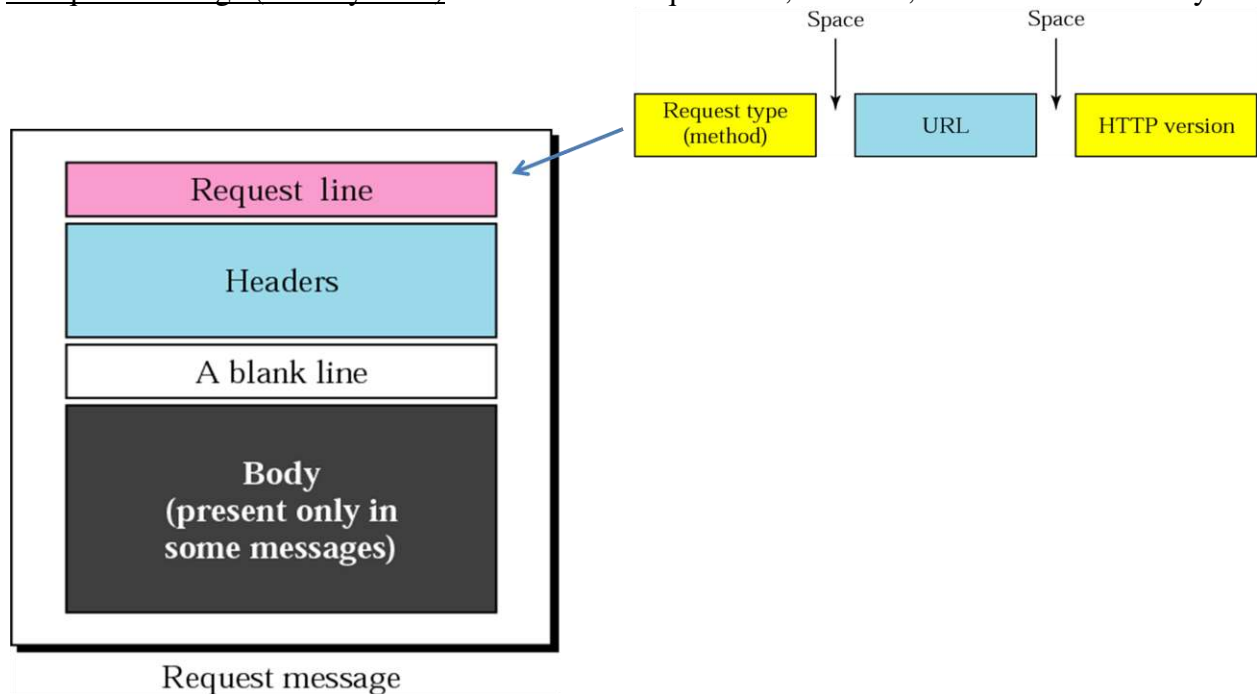 Space Space
Request type
(method)
URL
HTTP version
Request line
Headers
A blank line
Body
(present only in
some messages)
Request message